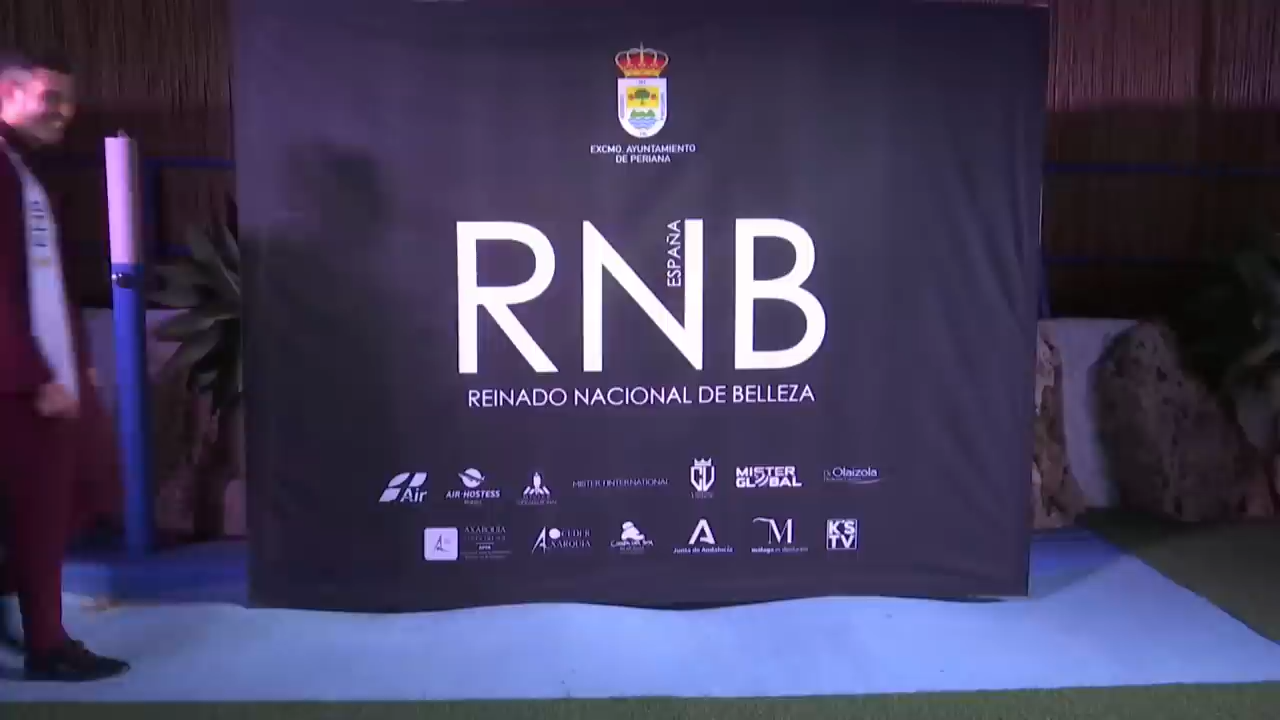 EXCMO. AYUNTAMIENTO
DE PERIANA
RNB
ESPAÑA
REINADO NACIONAL DE BELLEZA
Air
AIR·HOSTESS
MISTER INTERNATIONAL
CV
MISTER
GLOBAL
Olaizola
AXARQUIA
CEDER
AXARQUIA
Junta de Andalucía
M
KS
TV